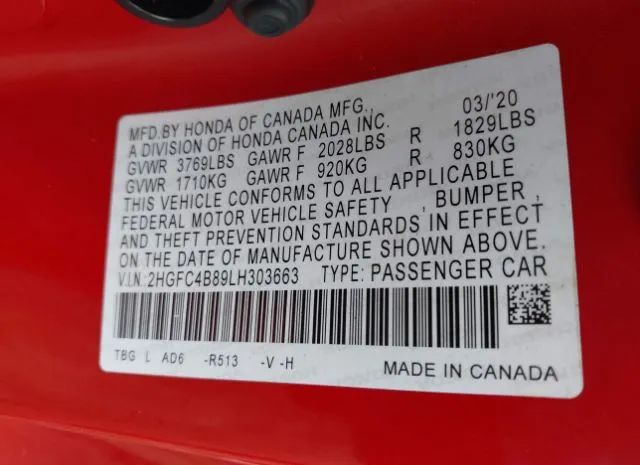 MFD.BY HONDA OF CANADA MFG., 03/'20
A DIVISION OF HONDA CANADA INC.
GVWR 3769LBS GAWR F 2028LBS R 1829LBS
GVWR 1710KG GAWR F 920KG R 830KG
THIS VEHICLE CONFORMS TO ALL APPLICABLE
FEDERAL MOTOR VEHICLE SAFETY , BUMPER ,
AND THEFT PREVENTION STANDARDS IN EFFECT
ON THE DATE OF MANUFACTURE SHOWN ABOVE.
V.I.N: 2HGFC4B89LH303663 TYPE: PASSENGER CAR
TBG L AD6 -R513 -V -H
MADE IN CANADA